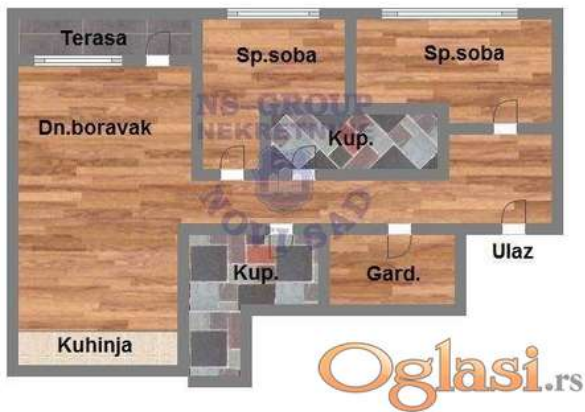 Terasa
Sp.soba
Sp.soba
Dn.boravak
NS-GROUP
NEKRETNINE
Kup.
NOVI SAD
Ulaz
Kup.
Gard.
Kuhinja
Oglasi.rs